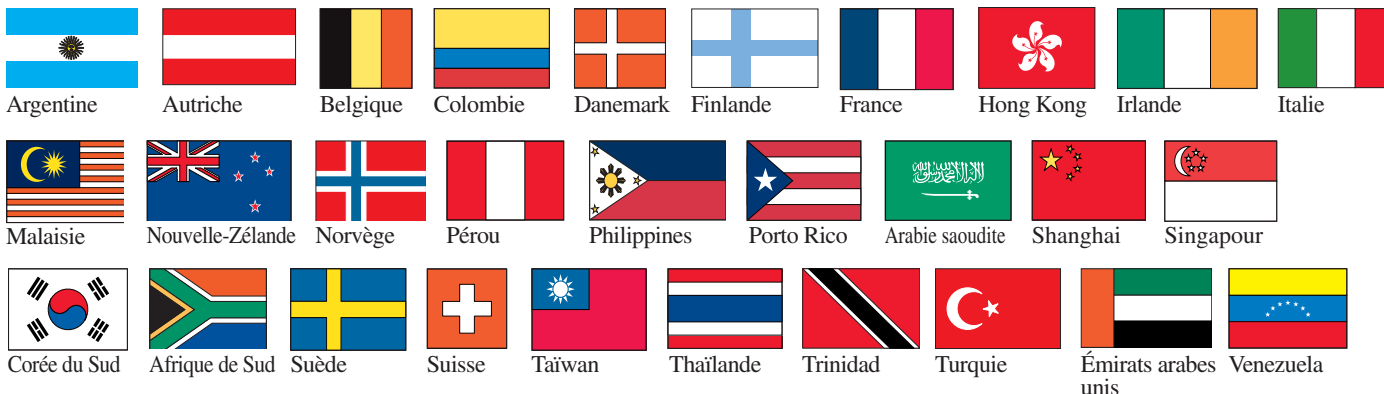 Argentine Autriche Belgique Colombie Danemark Finlande France Hong Kong Irlande Italie
Malaisie Nouvelle-Zélande Norvège Pérou Philippines Porto Rico Arabie saoudite Shanghai Singapour
Corée du Sud Afrique de Sud Suède Suisse Taïwan Thaïlande Trinidad Turquie Émirats arabes Venezuela
unis